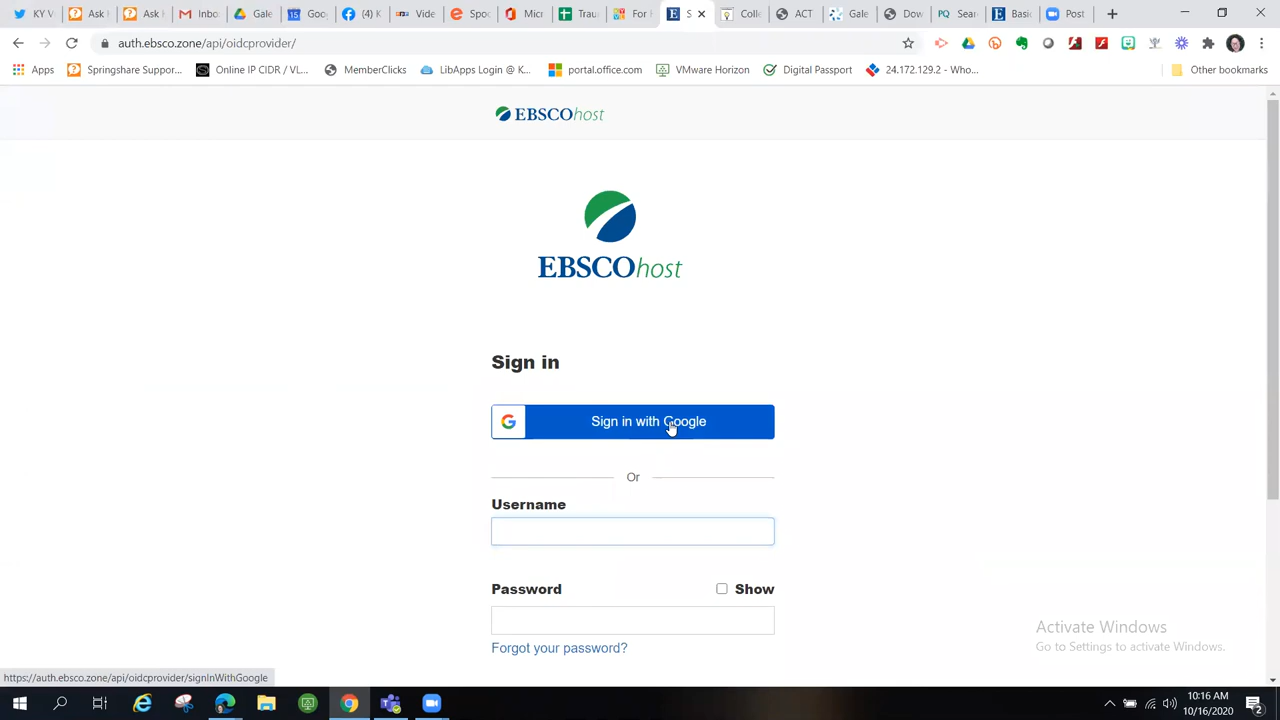 KY V
Ask I
Ask I
Inbo
Goo
Goo
(4) K
Vide
Spo
Micr
Trau
For I
S
Colle
ACT
Gale
Dow
PQ Sear
Basi
Post
auth.ebsco.zone/api/oidcprovider/
Apps
Springshare Suppor...
Online IP CIDR / VL...
MemberClicks
LibApps Login @ K...
portal.office.com
VMware Horizon
Digital Passport
24.172.129.2 - Who...
Other bookmarks
EBSCOhost
EBSCOhost
Sign in
Sign in with Google
Or
Username
Password
Show
Forgot your password?
Activate Windows
Go to Settings to activate Windows.
https://auth.ebsco.zone/api/oidcprovider/signInWithGoogle
10:16 AM
10/16/2020
2